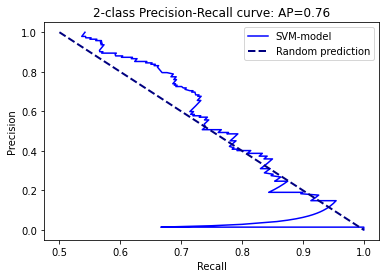 2-class Precision-Recall curve: AP=0.76
SVM-model
Random prediction
Precision
1.0
0.8
0.6
0.4
0.2
0.0
0.5 0.6 0.7 0.8 0.9 1.0
Recall